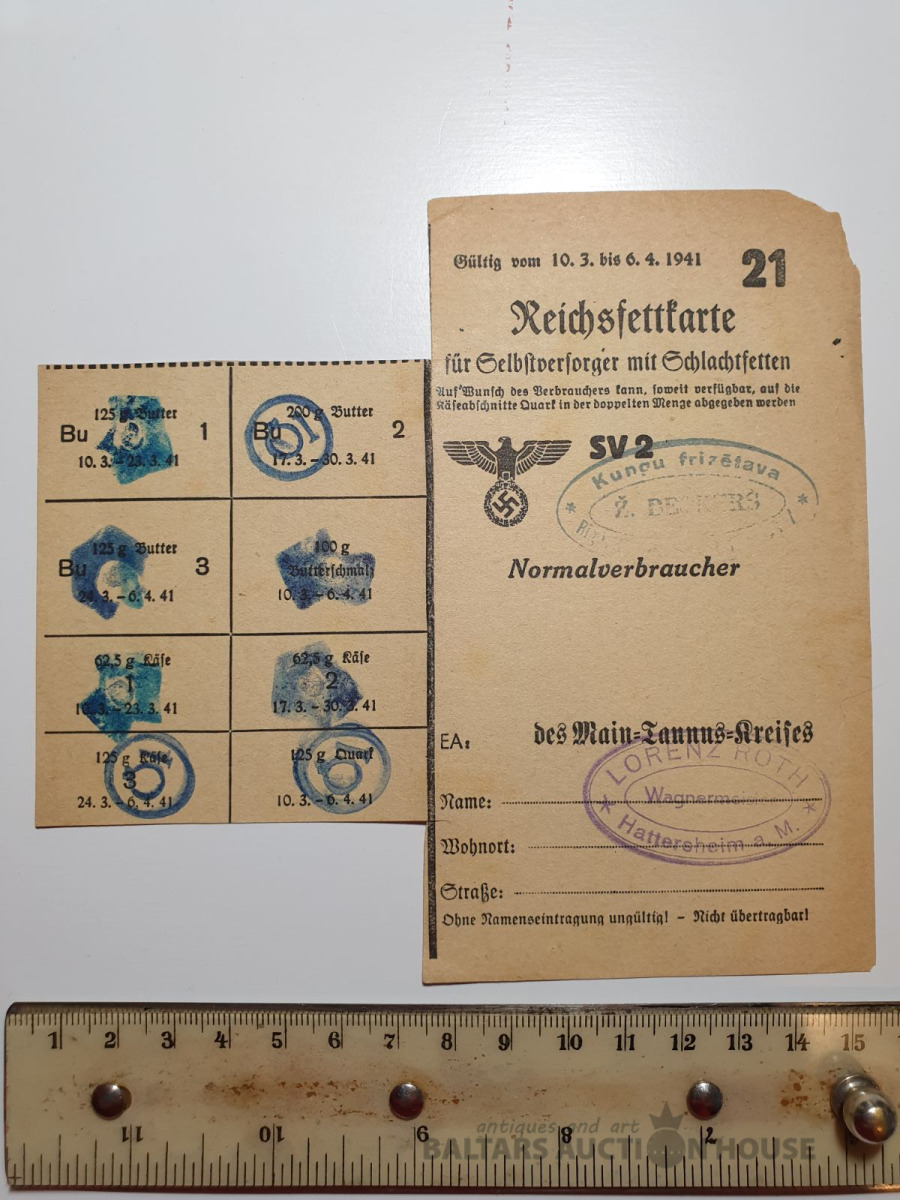 Gültig vom 10. 3. bis 6. 4. 1941
21
Reichsfettkarte
für Selbstversorger mit Schlachtfetten
Auf Wunsch des Verbrauchers kann, soweit verfügbar, auf die
Käseabschnitte Quark in der doppelten Menge abgegeben werden
SV 2
Kungu frizētava
Ž.
Normalverbraucher
EA:
des Main-Taunus-Kreises
LORENZ ROTH
Wagnermeister
Hattersheim a. M.
Name:
Wohnort:
Straße:
Ohne Namenseintragung ungültig! – Nicht übertragbar!
125 g Butter
Bu 1
10. 3. – 23. 3. 41
200 g Butter
Bu 2
17. 3. – 30. 3. 41
125 g Butter
Bu 3
24. 3. – 6. 4. 41
100 g
Butterschmalz
10. 3. – 6. 4. 41
62,5 g Käse
1
10. 3. – 23. 3. 41
62,5 g Käse
2
17. 3. – 30. 3. 41
125 g Käse
3
24. 3. – 6. 4. 41
125 g Quark
10. 3. – 6. 4. 41
1 2 3 4 5 6 7 8 9 10 11 12 13 14 15
11 10 9 8 7
antiques and art
BALTARS AUCTION HOUSE